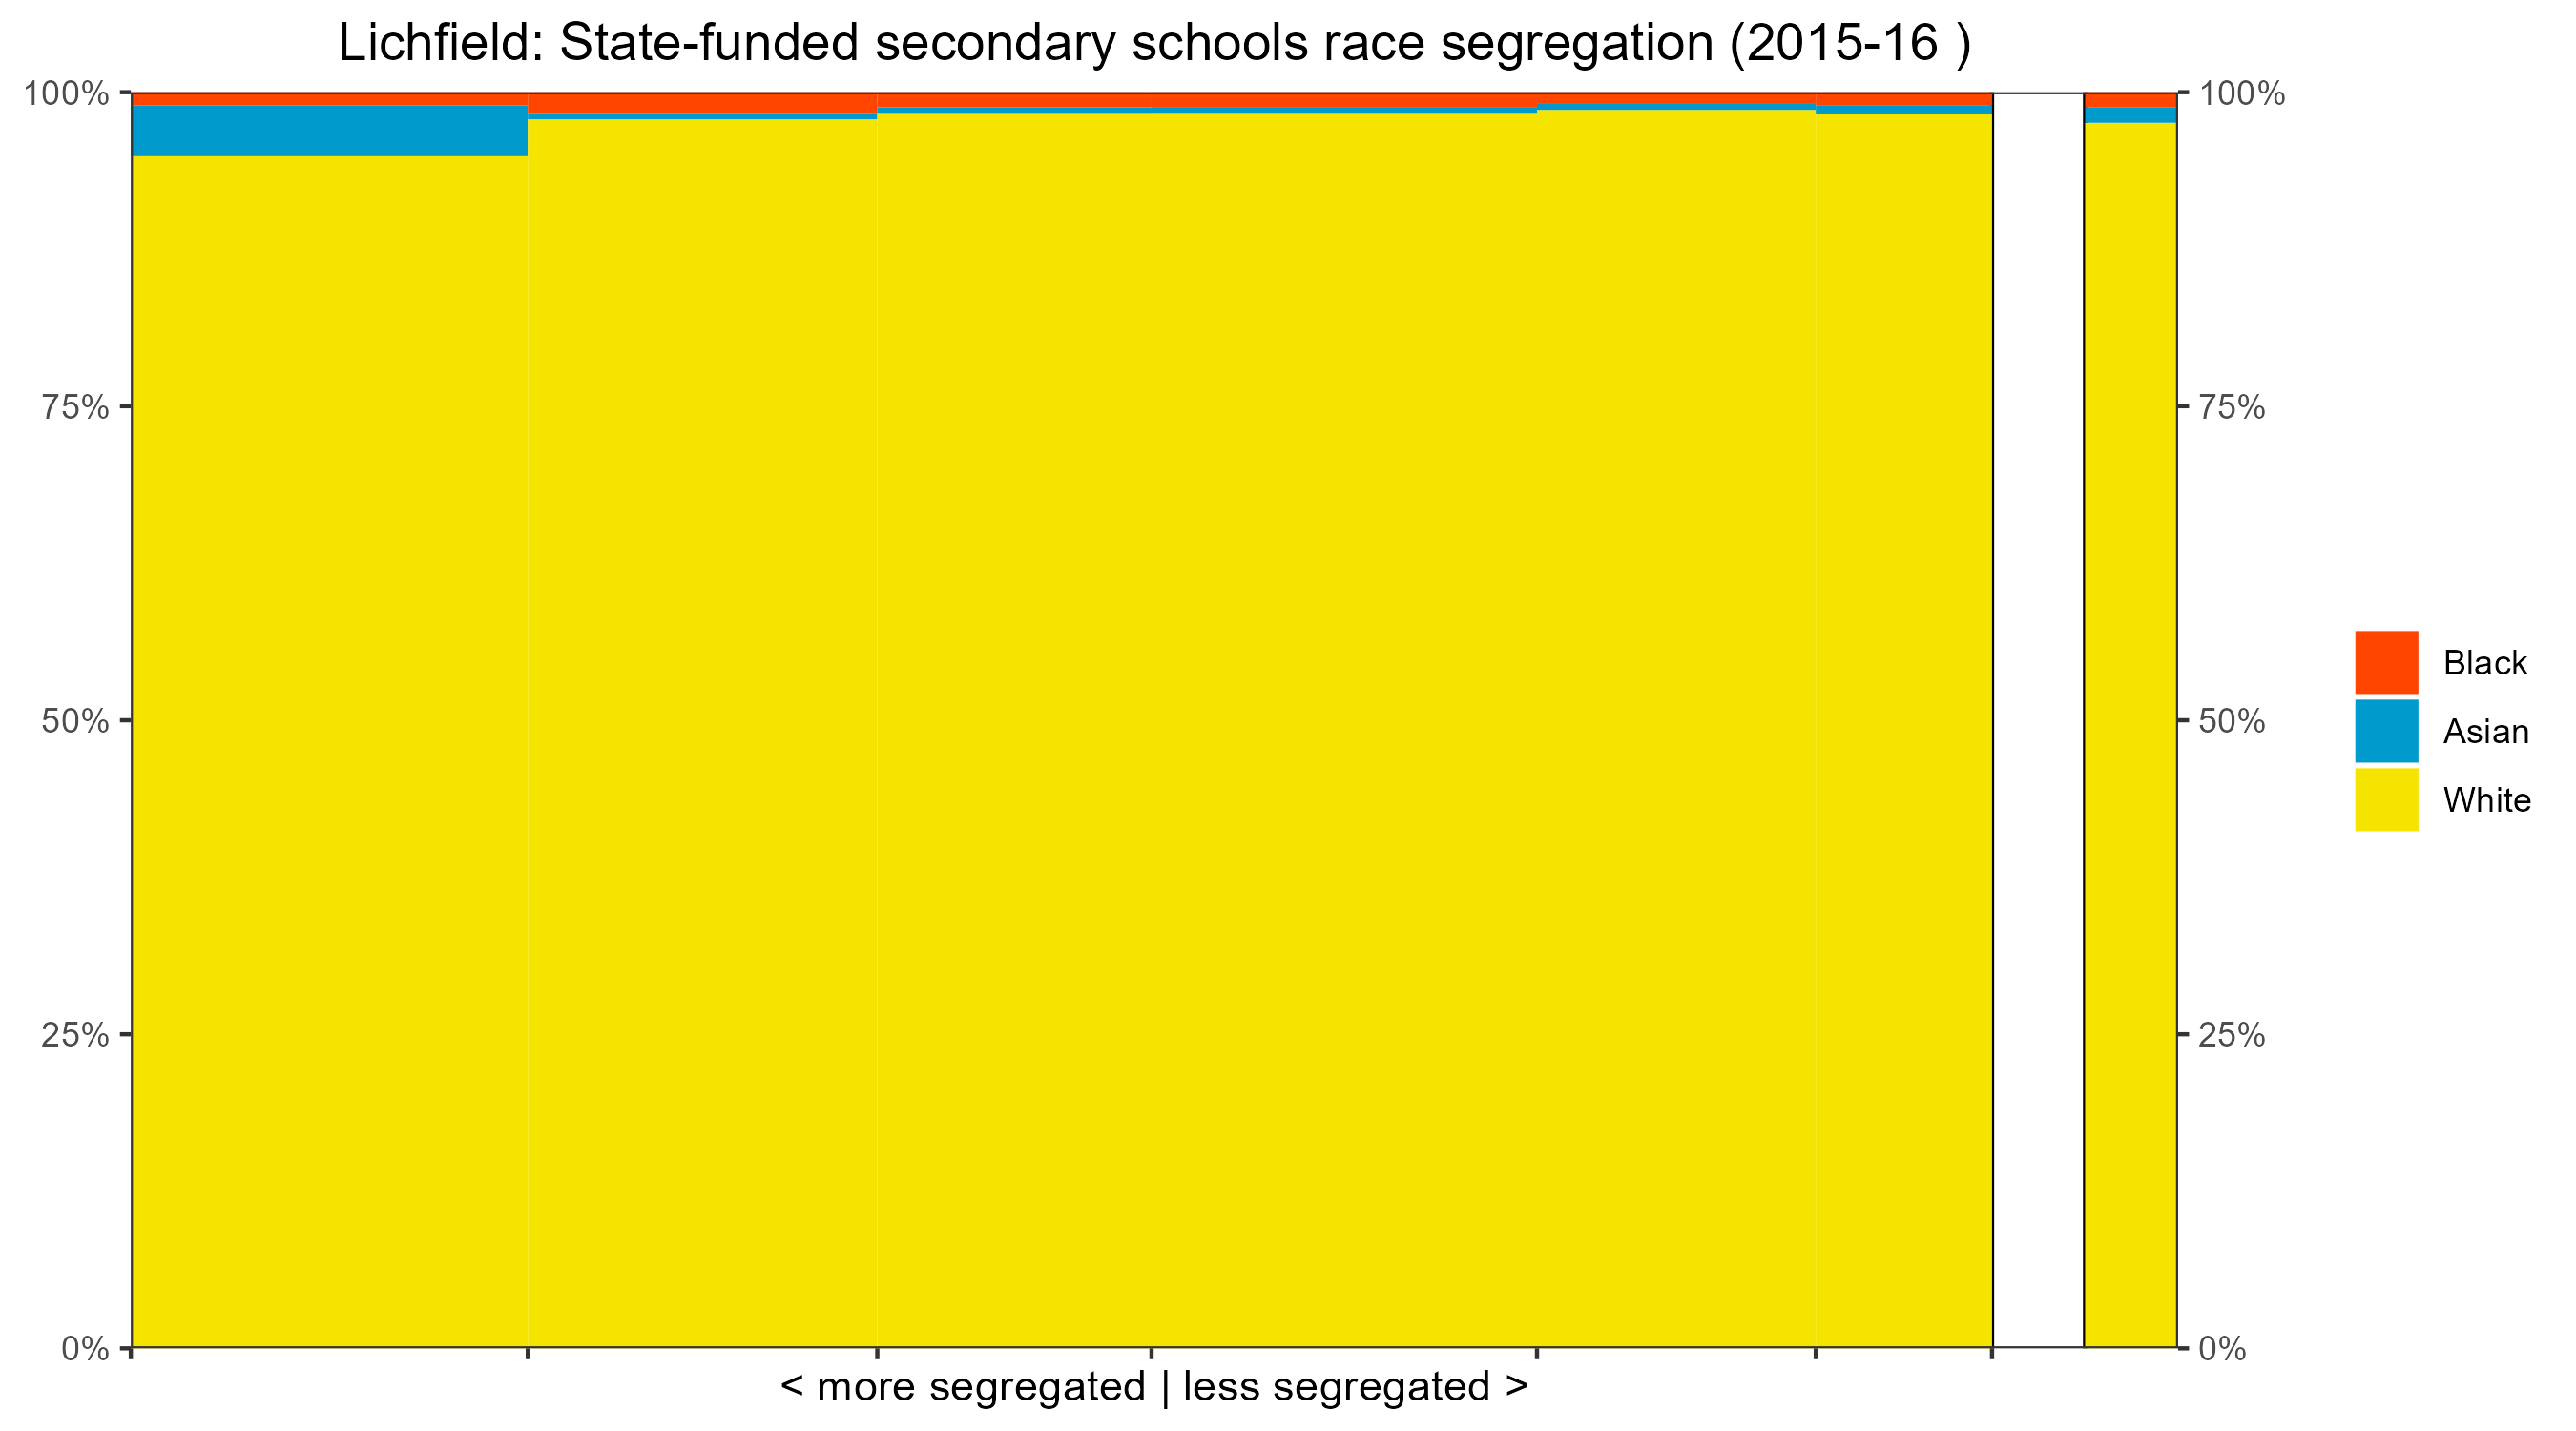 Lichfield: State-funded secondary schools race segregation (2015-16 )
100%
75%
50%
25%
0%
100%
75%
50%
25%
0%
Black
Asian
White
< more segregated | less segregated >